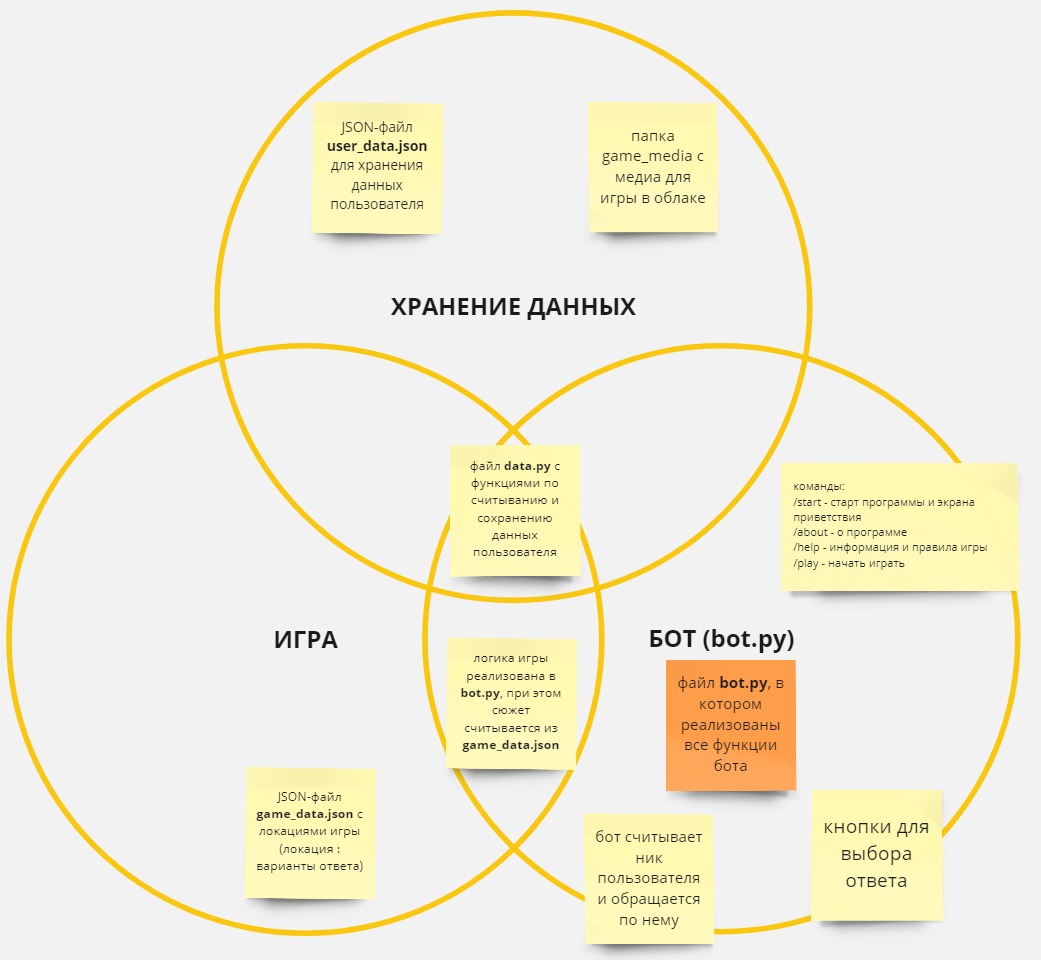 JSON-файл
user_data.json
для хранения
данных
пользователя
папка
game_media с
медиа для
игры в облаке
ХРАНЕНИЕ ДАННЫХ
файл data.py с
функциями по
считыванию и
сохранению
данных
пользователя
команды:
/start - старт программы и экрана
приветствия
/about - о программе
/help - информация и правила игры
/play - начать играть
ИГРА
БОТ (bot.py)
логика игры
реализована в
bot.py, при этом
сюжет
считывается из
game_data.json
файл bot.py, в
котором
реализованы
все функции
бота
JSON-файл
game_data.json с
локациями игры
(локация :
варианты ответа)
бот считывает
ник
пользователя
и обращается
по нему
кнопки для
выбора
ответа